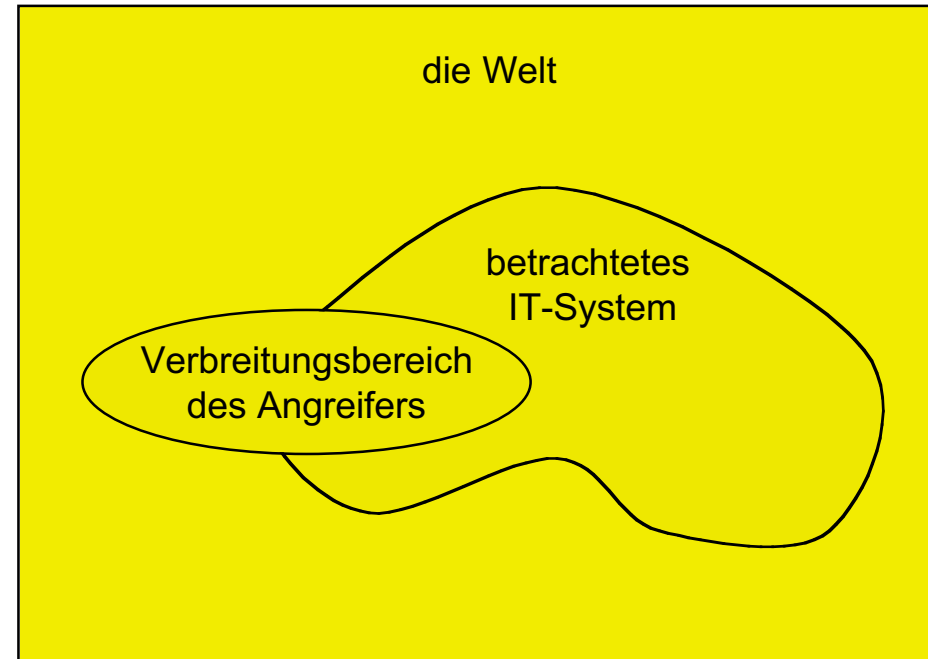 die Welt
betrachtetes
IT-System
Verbreitungsbereich
des Angreifers